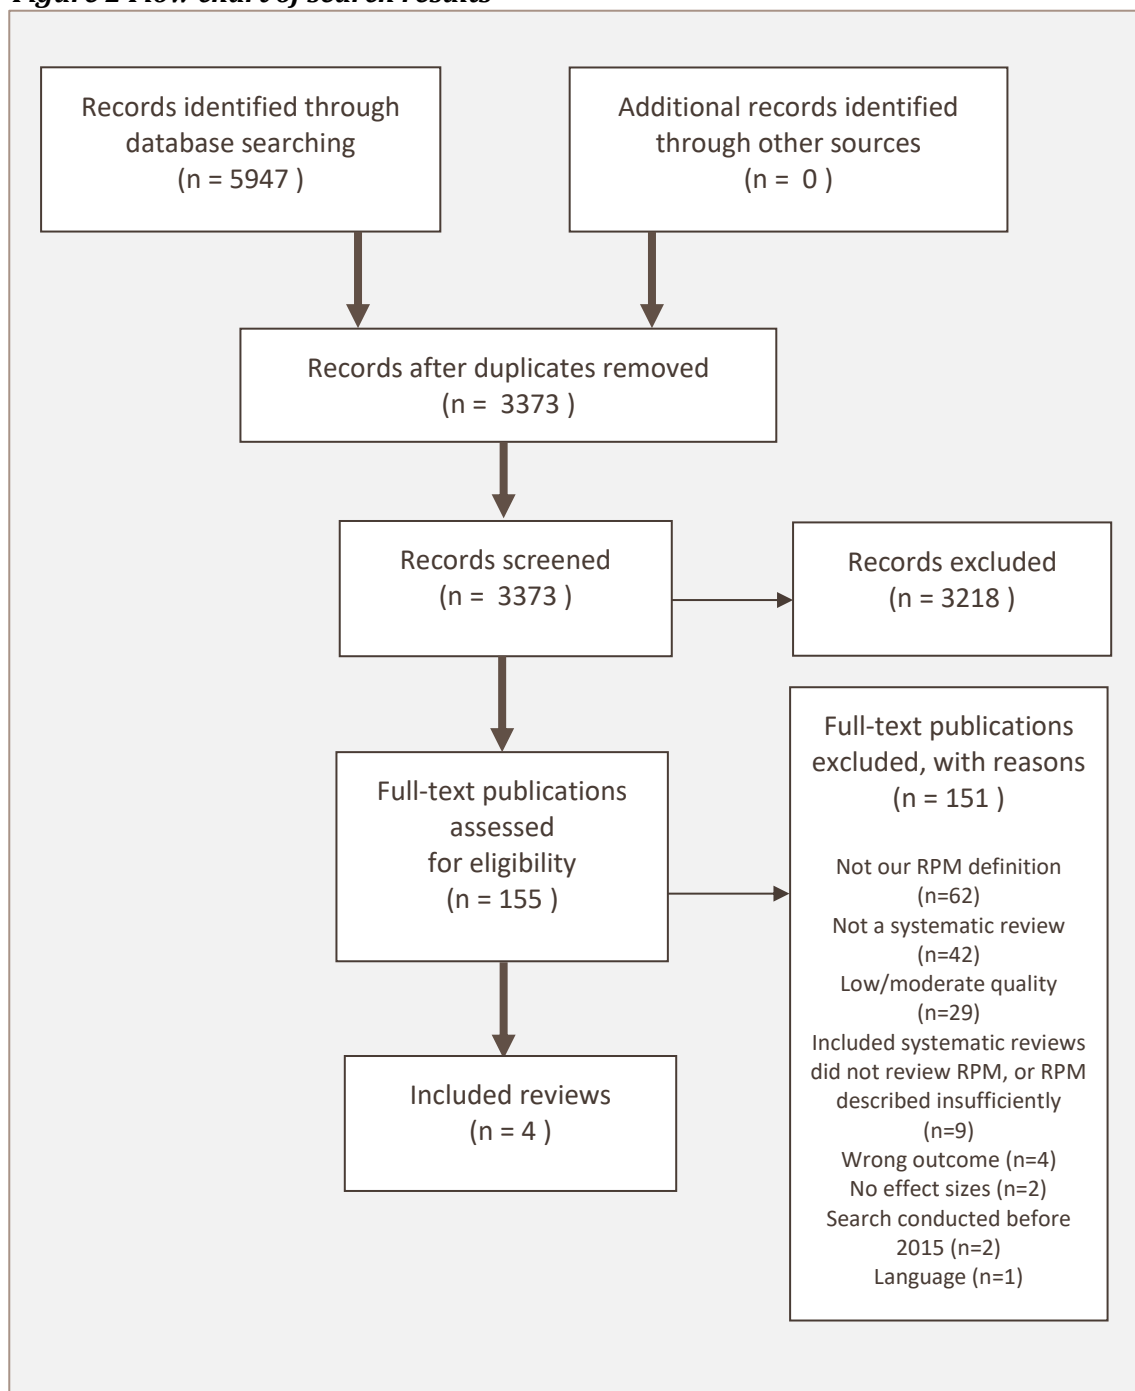 Figure 2 Flow chart of search results
Records identified through
database searching
(n = 5947 )
Additional records identified
through other sources
(n = 0 )
Records after duplicates removed
(n = 3373 )
Records screened
(n = 3373 )
Records excluded
(n = 3218 )
Full-text publications
assessed
for eligibility
(n = 155 )
Full-text publications
excluded, with reasons
(n = 151 )
Not our RPM definition
(n=62)
Not a systematic review
(n=42)
Low/moderate quality
(n=29)
Included systematic reviews
did not review RPM, or RPM
described insufficiently
(n=9)
Wrong outcome (n=4)
No effect sizes (n=2)
Search conducted before
2015 (n=2)
Language (n=1)
Included reviews
(n = 4 )